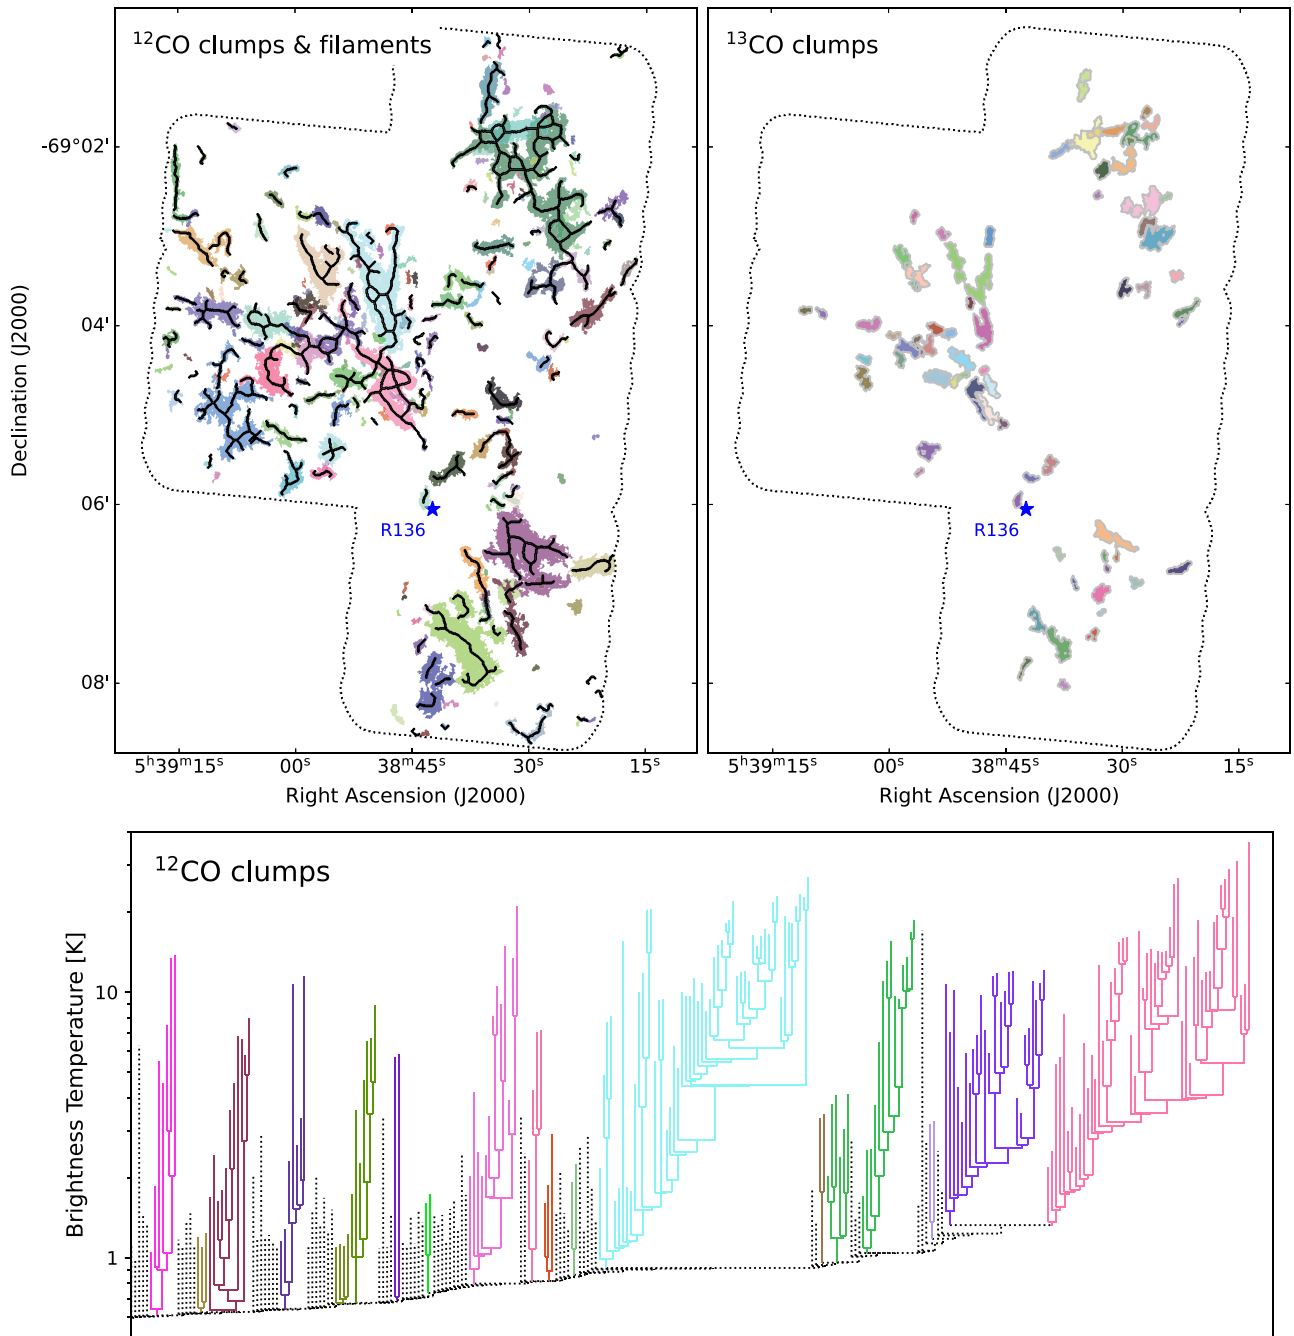 ¹²CO clumps & filaments
¹³CO clumps
-69°02'
04'
06'
08'
Declination (J2000)
R136
R136
5ʰ39ᵐ15ˢ
00ˢ
38ᵐ45ˢ
30ˢ
15ˢ
5ʰ39ᵐ15ˢ
00ˢ
38ᵐ45ˢ
30ˢ
15ˢ
Right Ascension (J2000)
Right Ascension (J2000)
¹²CO clumps
Brightness Temperature [K]
10
1